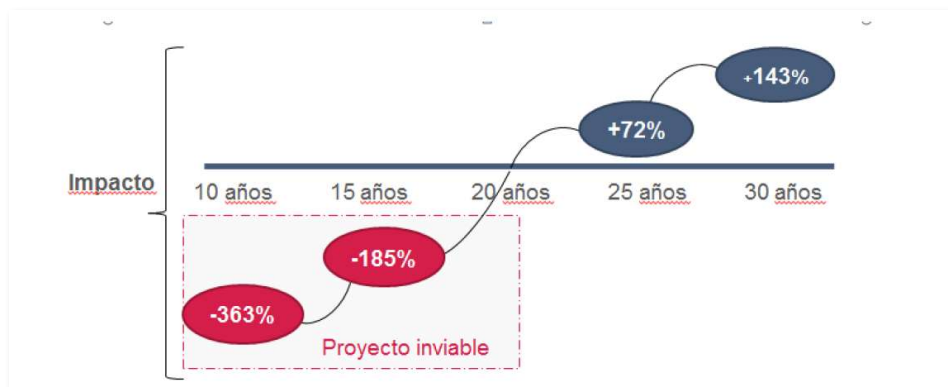 +143%
+72%
Impacto
10 años 15 años 20 años 25 años 30 años
-185%
-363%
Proyecto inviable